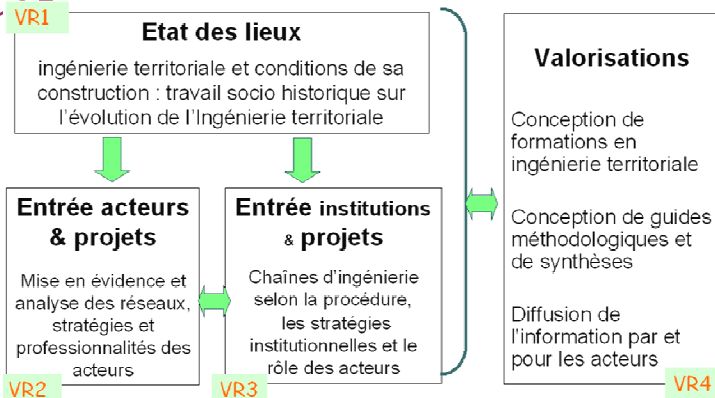 VR1
Etat des lieux
ingénierie territoriale et conditions de sa
construction : travail socio historique sur
l'évolution de l'Ingénierie territoriale
Entrée acteurs
& projets
Mise en évidence et
analyse des réseaux,
stratégies et
professionnalités des
acteurs
VR2
Entrée institutions
& projets
Chaînes d'ingénierie
selon la procédure,
les stratégies
institutionnelles et le
rôle des acteurs
VR3
Valorisations
Conception de
formations en
ingénierie territoriale
Conception de guides
méthodologiques et
de synthèses
Diffusion de
l'information par et
pour les acteurs
VR4